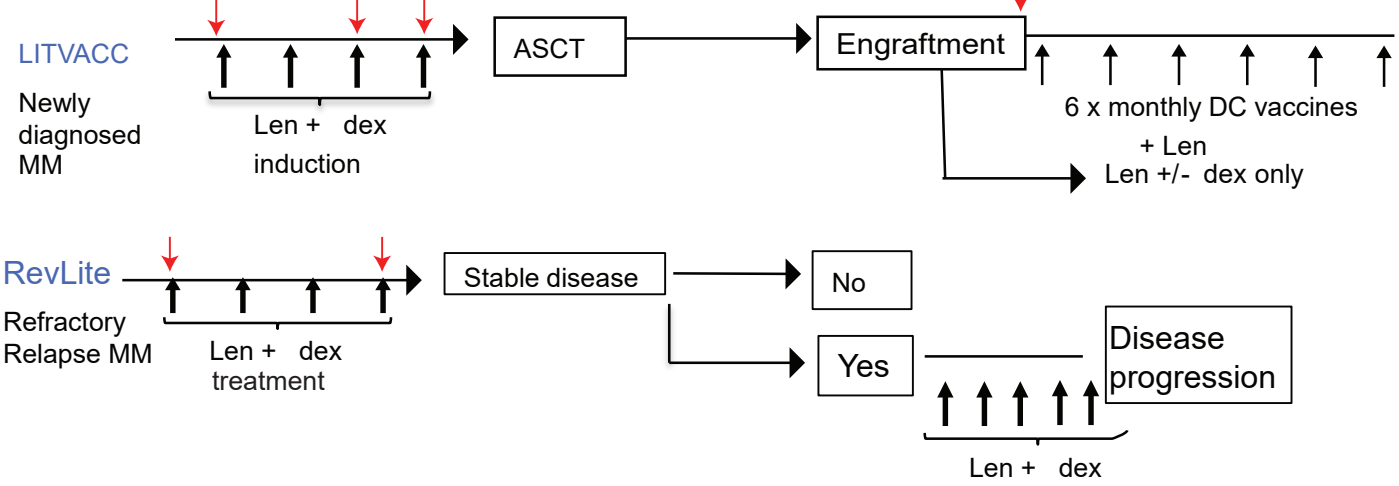 LITVACC
Newly
diagnosed
MM
Len + dex
induction
ASCT
Engraftment
6 x monthly DC vaccines
+ Len
Len +/- dex only
RevLite
Refractory
Relapse MM
Len + dex
treatment
Stable disease
No
Yes
Disease
progression
Len + dex